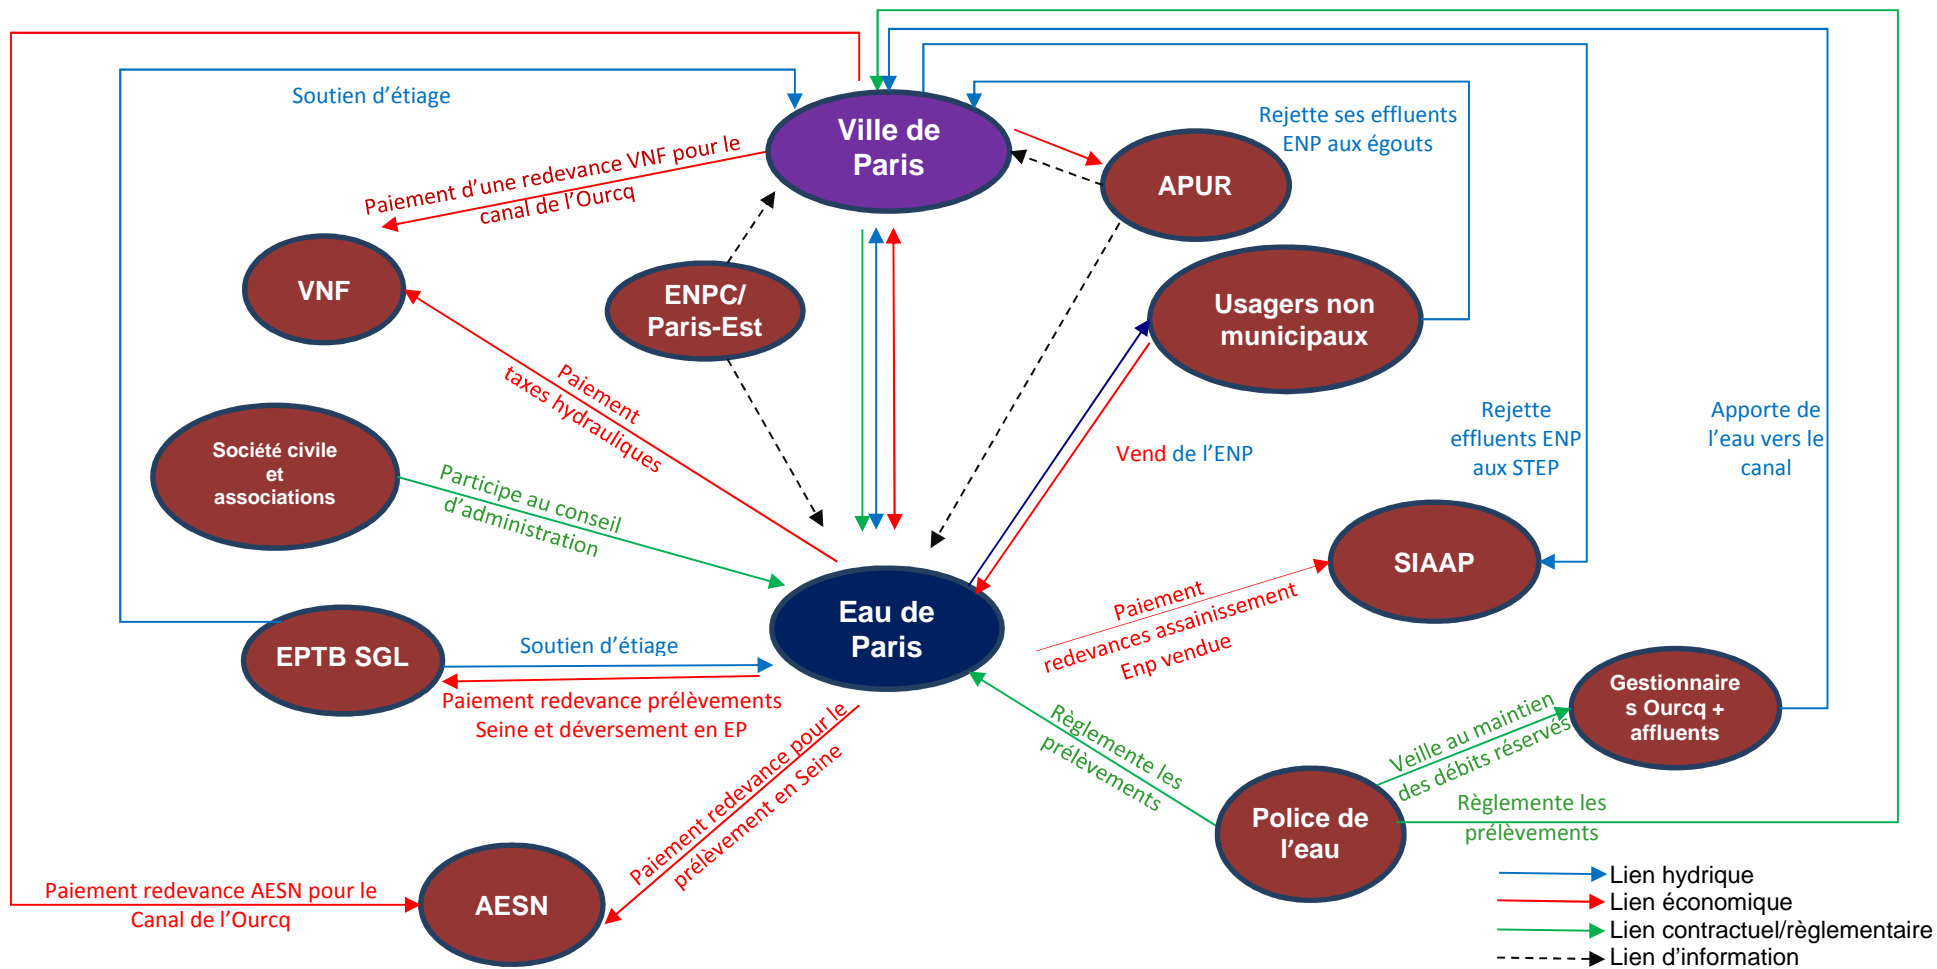 Soutien d'étiage
Ville de
Paris
Rejette ses effluents
ENP aux égouts
Paiement d'une redevance VNF pour le
canal de l'Ourcq
APUR
VNF
ENPC/
Paris-Est
Usagers non
municipaux
Paiement
taxes hydrauliques
Société civile
et
associations
Participe au conseil
d'administration
Vend de l'ENP
Rejette
effluents ENP
aux STEP
Apporte de
l'eau vers le
canal
SIAAP
Eau de
Paris
Paiement
redevances assainissement
Enp vendue
EPTB SGL
Soutien d'étiage
Paiement redevance prélèvements
Seine et déversement en EP
Gestionnaire
s Ourcq +
affluents
Règlemente les
prélèvements
Veille au maintien
des débits réservés
Paiement redevance pour le
prélèvement en Seine
Police de
l'eau
Règlemente les
prélèvements
Paiement redevance AESN pour le
Canal de l'Ourcq
AESN
Lien hydrique
Lien économique
Lien contractuel/règlementaire
Lien d'information